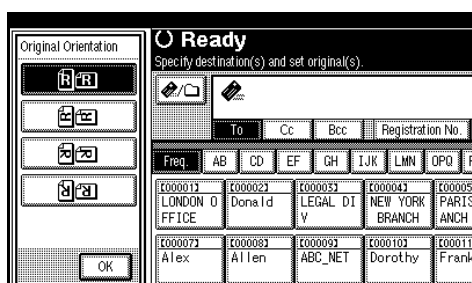 Original Orientation
R R
R R
R R
R R
OK
Ready
Specify destination(s) and set original(s).
To Cc Bcc Registration No.
Freq. AB CD EF GH IJK LMN OPQ
[00001] [00002] [00003] [00004] [00005
LONDON O Donald LEGAL DI NEW YORK PARIS
FFICE V BRANCH ANCH
[00007] [00008] [00009] [00010] [00011
Alex Allen ABC_NET Dorothy Frank